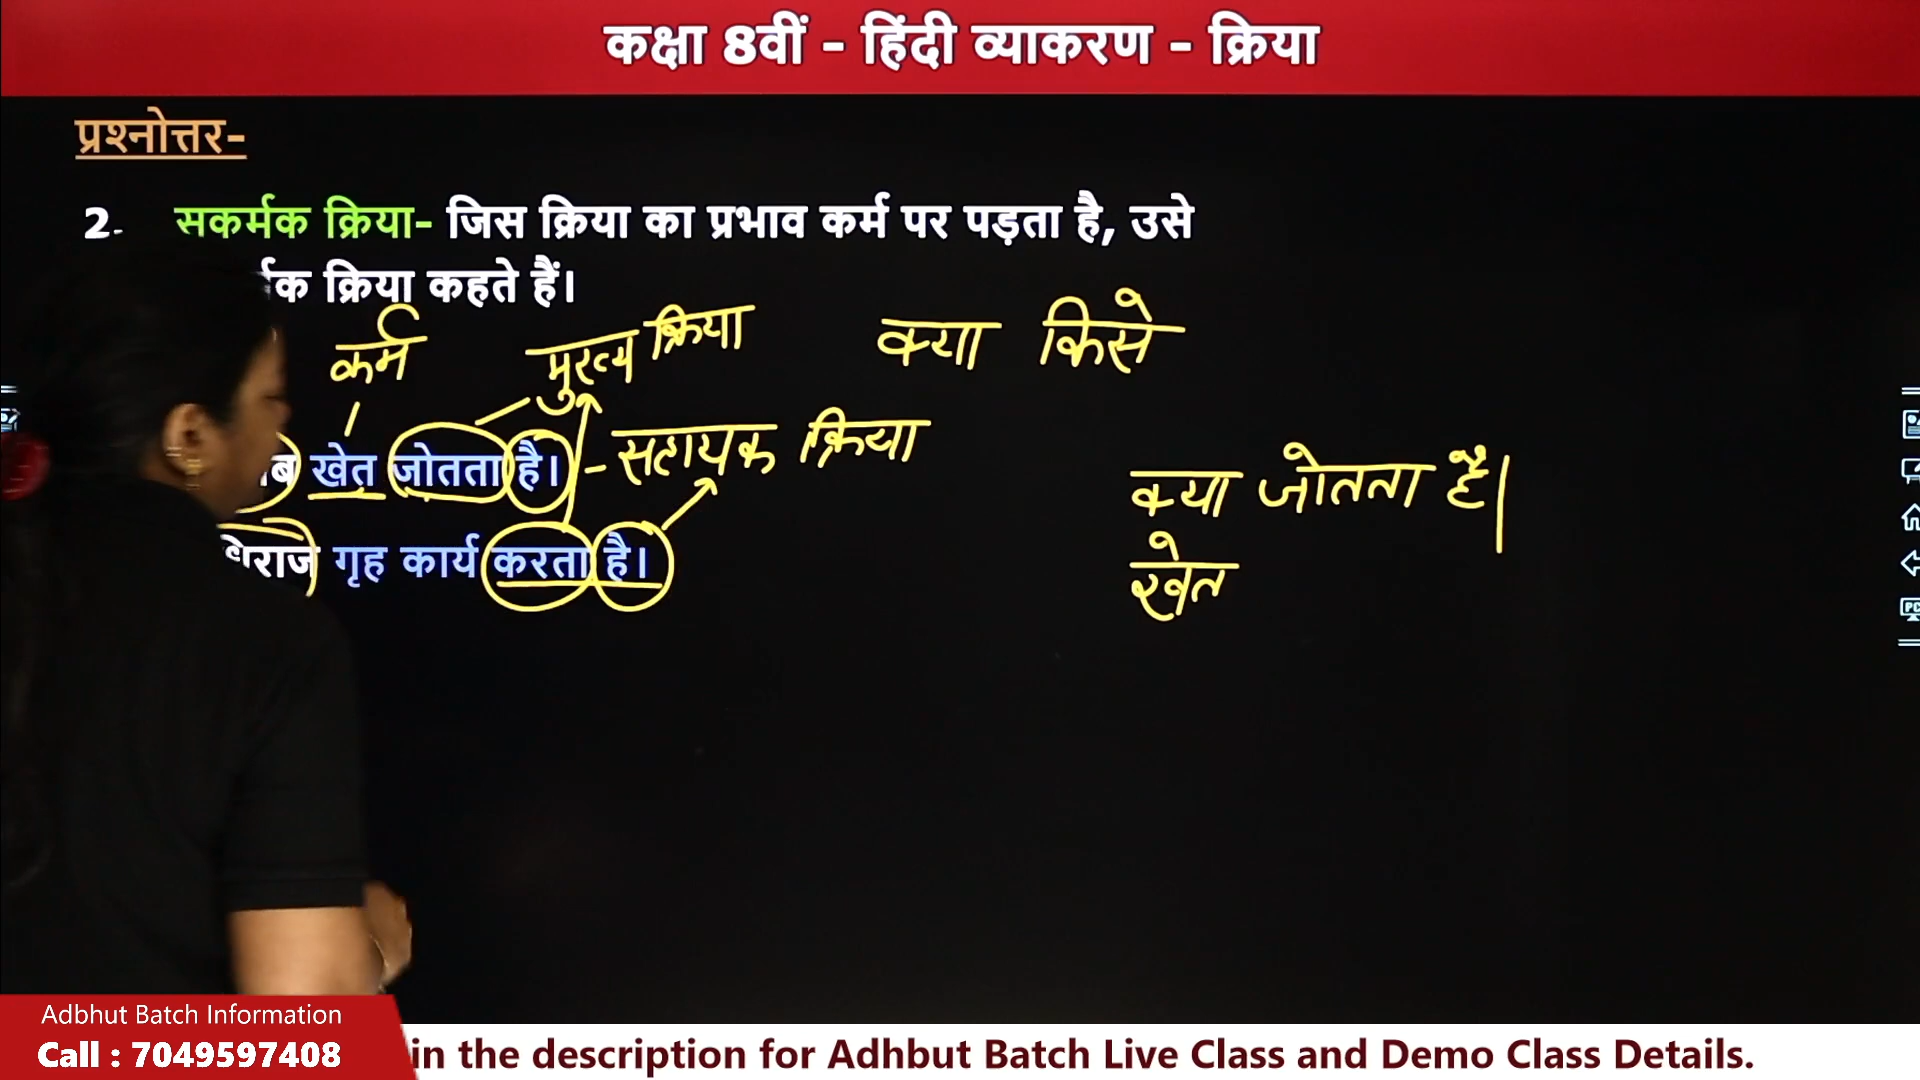 कक्षा 8वीं - हिंदी व्याकरण - क्रिया
प्रश्नोत्तर-
2. सकर्मक क्रिया- जिस क्रिया का प्रभाव कर्म पर पड़ता है, उसे
क्रिया कहते हैं।
कर्म मुख्य क्रिया क्या किसे
खेत जोतता है। - सहायक क्रिया
क्या जोतता है।
गृह कार्य करता है।
खेत
Adbhut Batch Information
Call : 7049597408
in the description for Adhbut Batch Live Class and Demo Class Details.